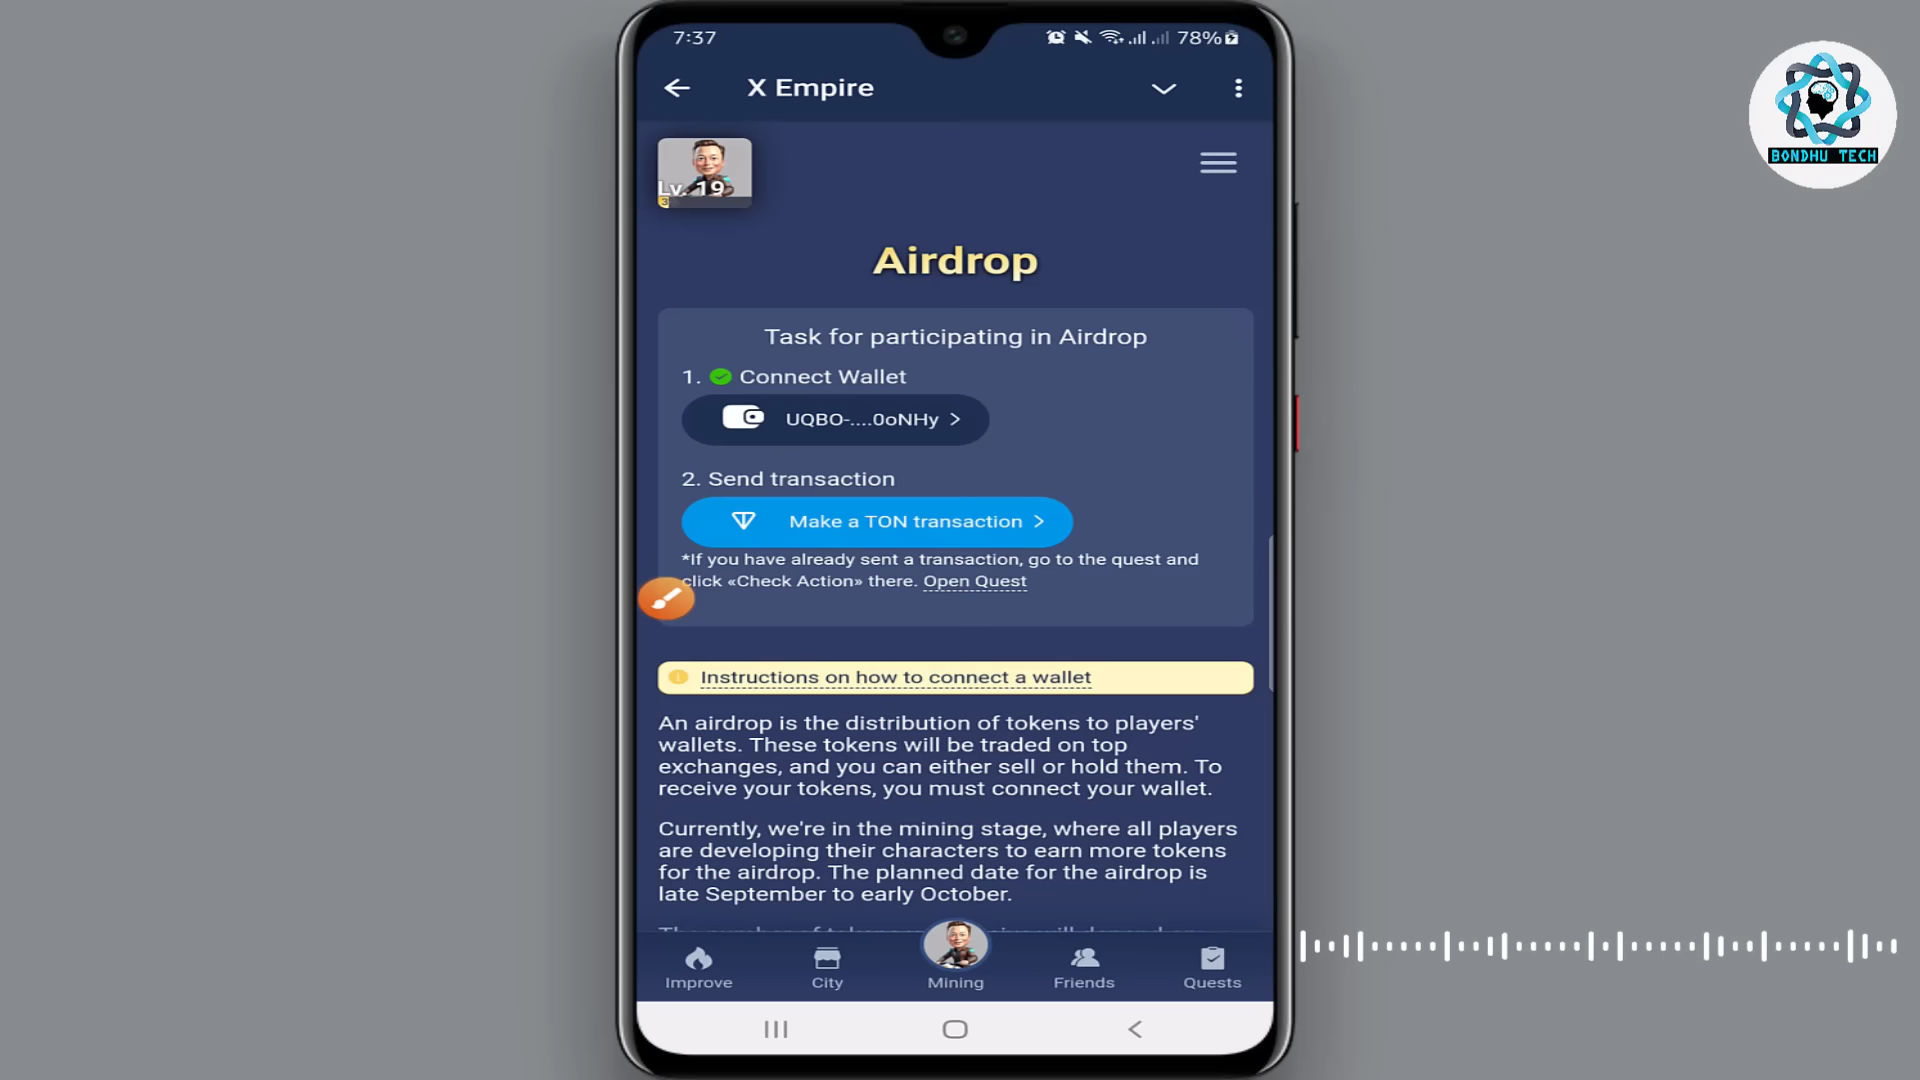 7:37
78%
X Empire
Lv. 19
BONDHU TECH
Airdrop
Task for participating in Airdrop
1. Connect Wallet
UQBO-....0oNHy >
2. Send transaction
Make a TON transaction >
*If you have already sent a transaction, go to the quest and
click «Check Action» there. Open Quest
Instructions on how to connect a wallet
An airdrop is the distribution of tokens to players'
wallets. These tokens will be traded on top
exchanges, and you can either sell or hold them. To
receive your tokens, you must connect your wallet.
Currently, we're in the mining stage, where all players
are developing their characters to earn more tokens
for the airdrop. The planned date for the airdrop is
late September to early October.
Improve
City
Mining
Friends
Quests